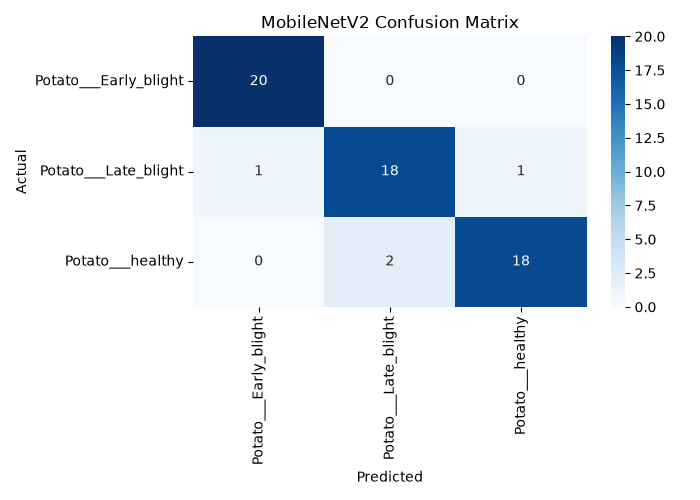 MobileNetV2 Confusion Matrix
Actual
Potato___Early_blight
20 0 0
Potato___Late_blight
1 18 1
Potato___healthy
0 2 18
Potato___Early_blight
Potato___Late_blight
Potato___healthy
Predicted
20.0
17.5
15.0
12.5
10.0
7.5
5.0
2.5
0.0